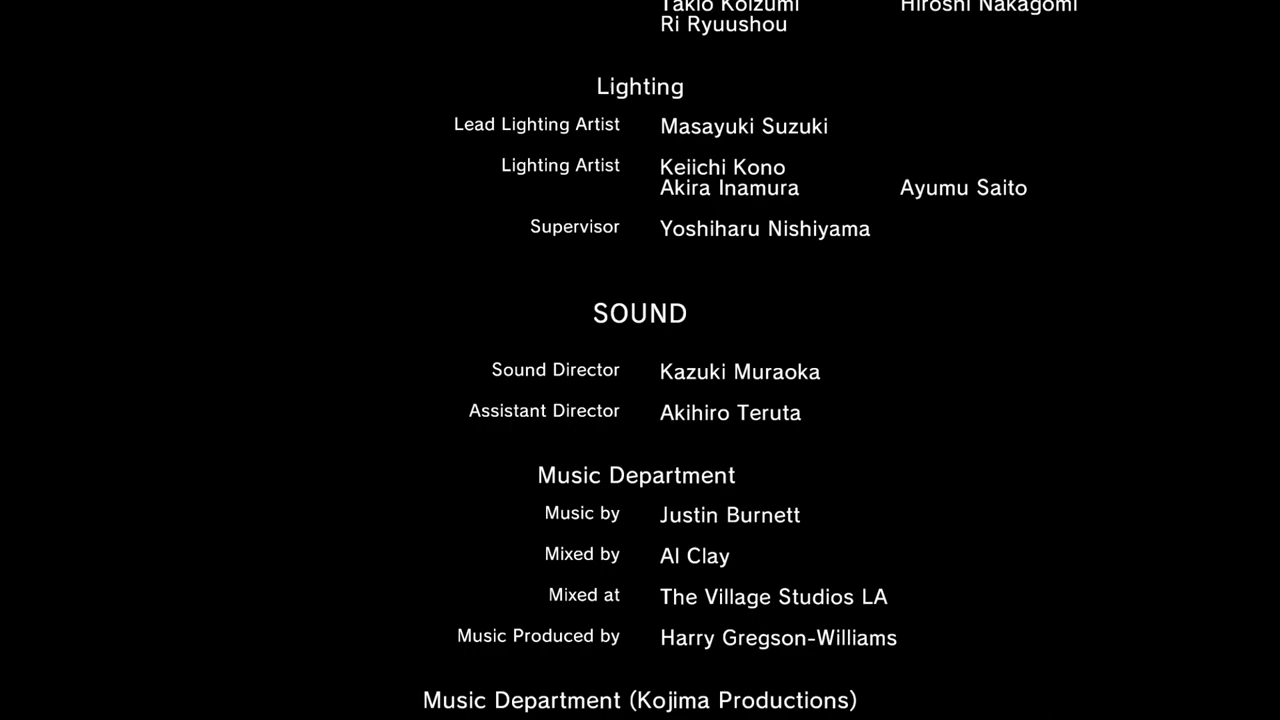 Takio Koizumi Hiroshi Nakagomi
Ri Ryuushou
Lighting
Lead Lighting Artist Masayuki Suzuki
Lighting Artist Keiichi Kono
Akira Inamura Ayumu Saito
Supervisor Yoshiharu Nishiyama
SOUND
Sound Director Kazuki Muraoka
Assistant Director Akihiro Teruta
Music Department
Music by Justin Burnett
Mixed by Al Clay
Mixed at The Village Studios LA
Music Produced by Harry Gregson-Williams
Music Department (Kojima Productions)